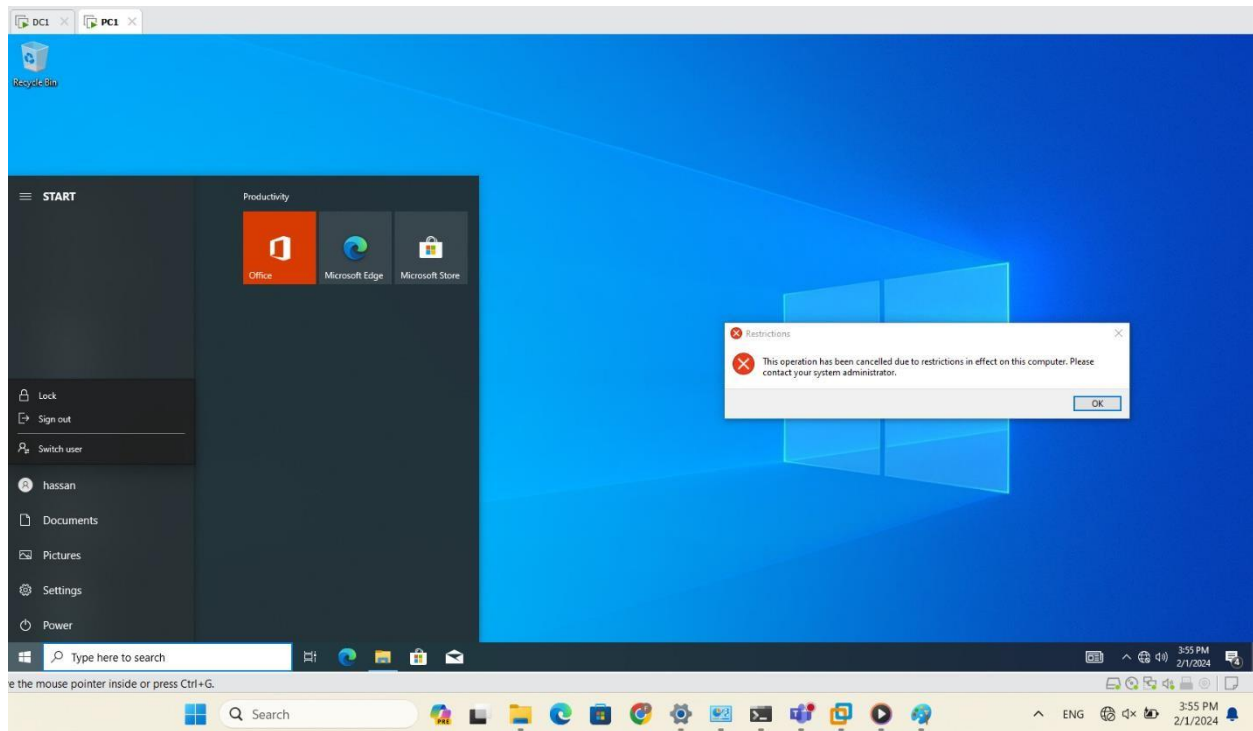 DC1
PC1
Recycle Bin
START
Productivity
Office
Microsoft Edge
Microsoft Store
Restrictions
This operation has been cancelled due to restrictions in effect on this computer. Please
contact your system administrator.
OK
Lock
Sign out
Switch user
hassan
Documents
Pictures
Settings
Power
Type here to search
3:55 PM
2/1/2024
4
e the mouse pointer inside or press Ctrl+G.
Search
PRE
ENG
3:55 PM
2/1/2024